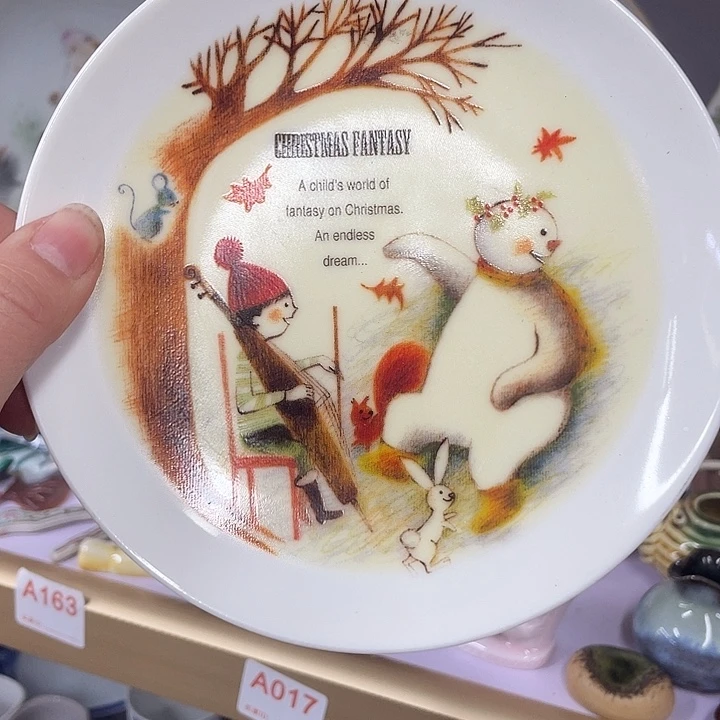 CHRISTMAS FANTASY
A child's world of
fantasy on Christmas.
An endless
dream...
A163
A017